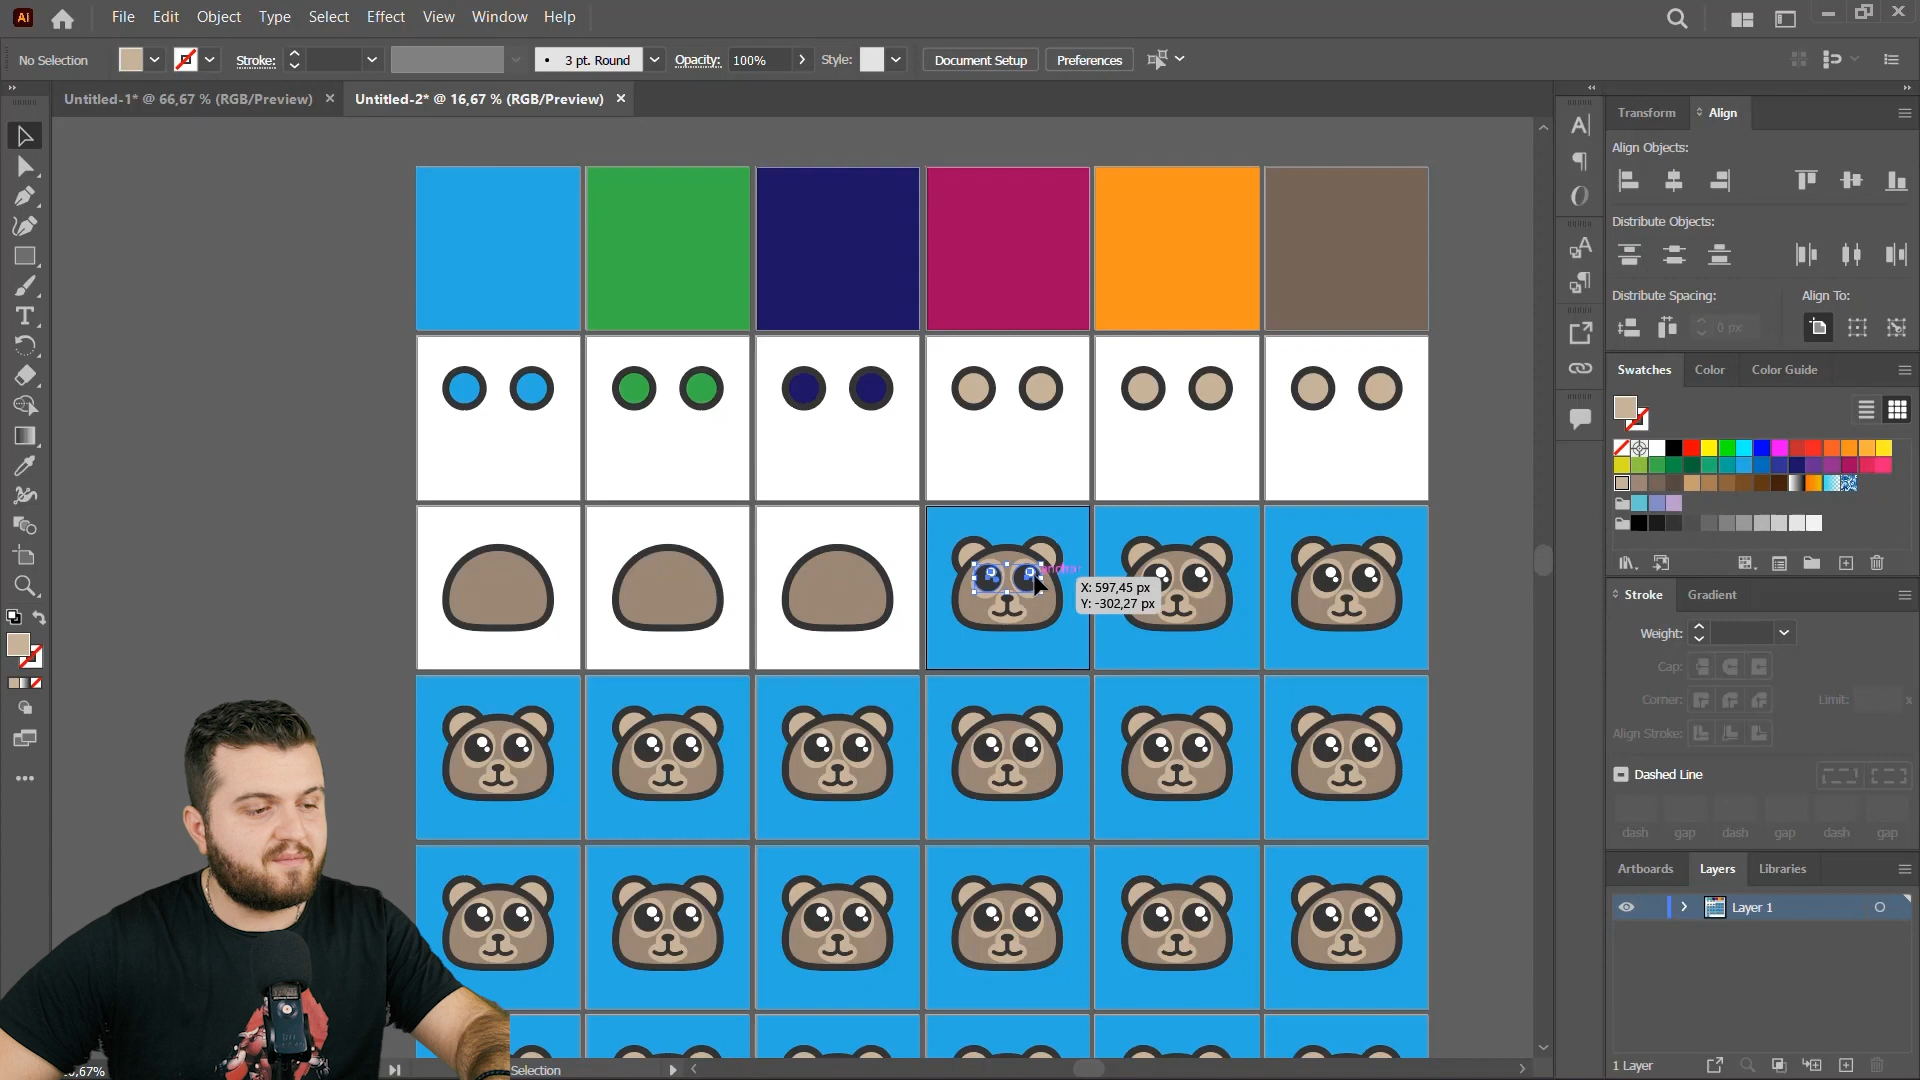 Ai File Edit Object Type Select Effect View Window Help
No Selection Stroke: 3 pt. Round Opacity: 100% Style: Document Setup Preferences
Untitled-1* @ 66,67 % (RGB/Preview) × Untitled-2* @ 16,67 % (RGB/Preview) ×
Transform Align
Align Objects:
Distribute Objects:
Distribute Spacing: Align To:
0 px
Swatches Color Color Guide
X: 597,45 px
Y: -302,27 px
Stroke Gradient
Weight:
Cap:
Corner: Limit: x
Align Stroke:
Dashed Line
dash gap dash gap dash gap
Artboards Layers Libraries
Layer 1
1 Layer
Selection